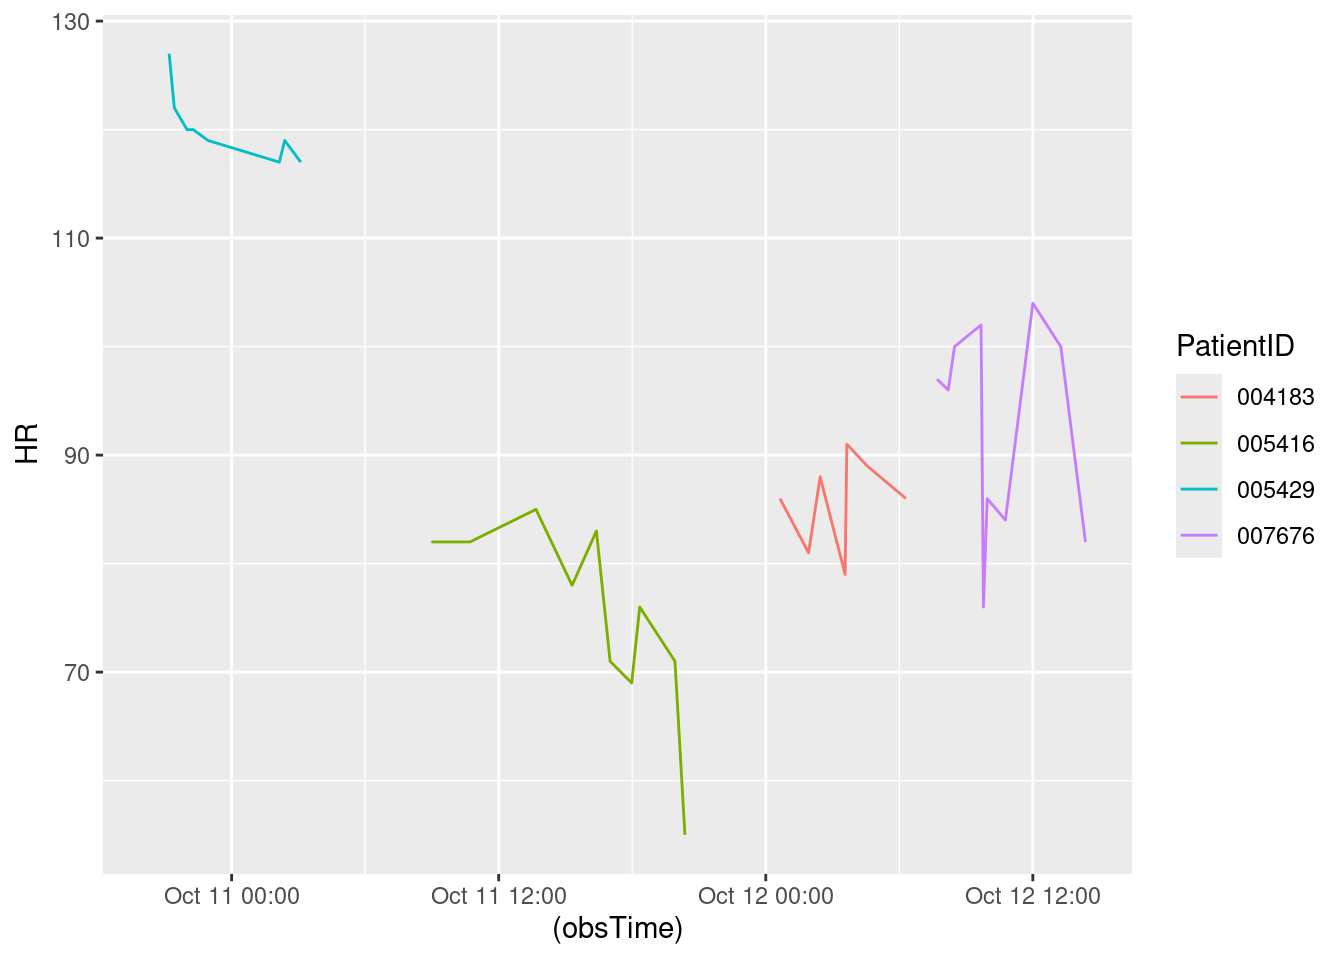 130
110
90
70
HR
Oct 11 00:00
Oct 11 12:00
Oct 12 00:00
Oct 12 12:00
(obsTime)
PatientID
004183
005416
005429
007676